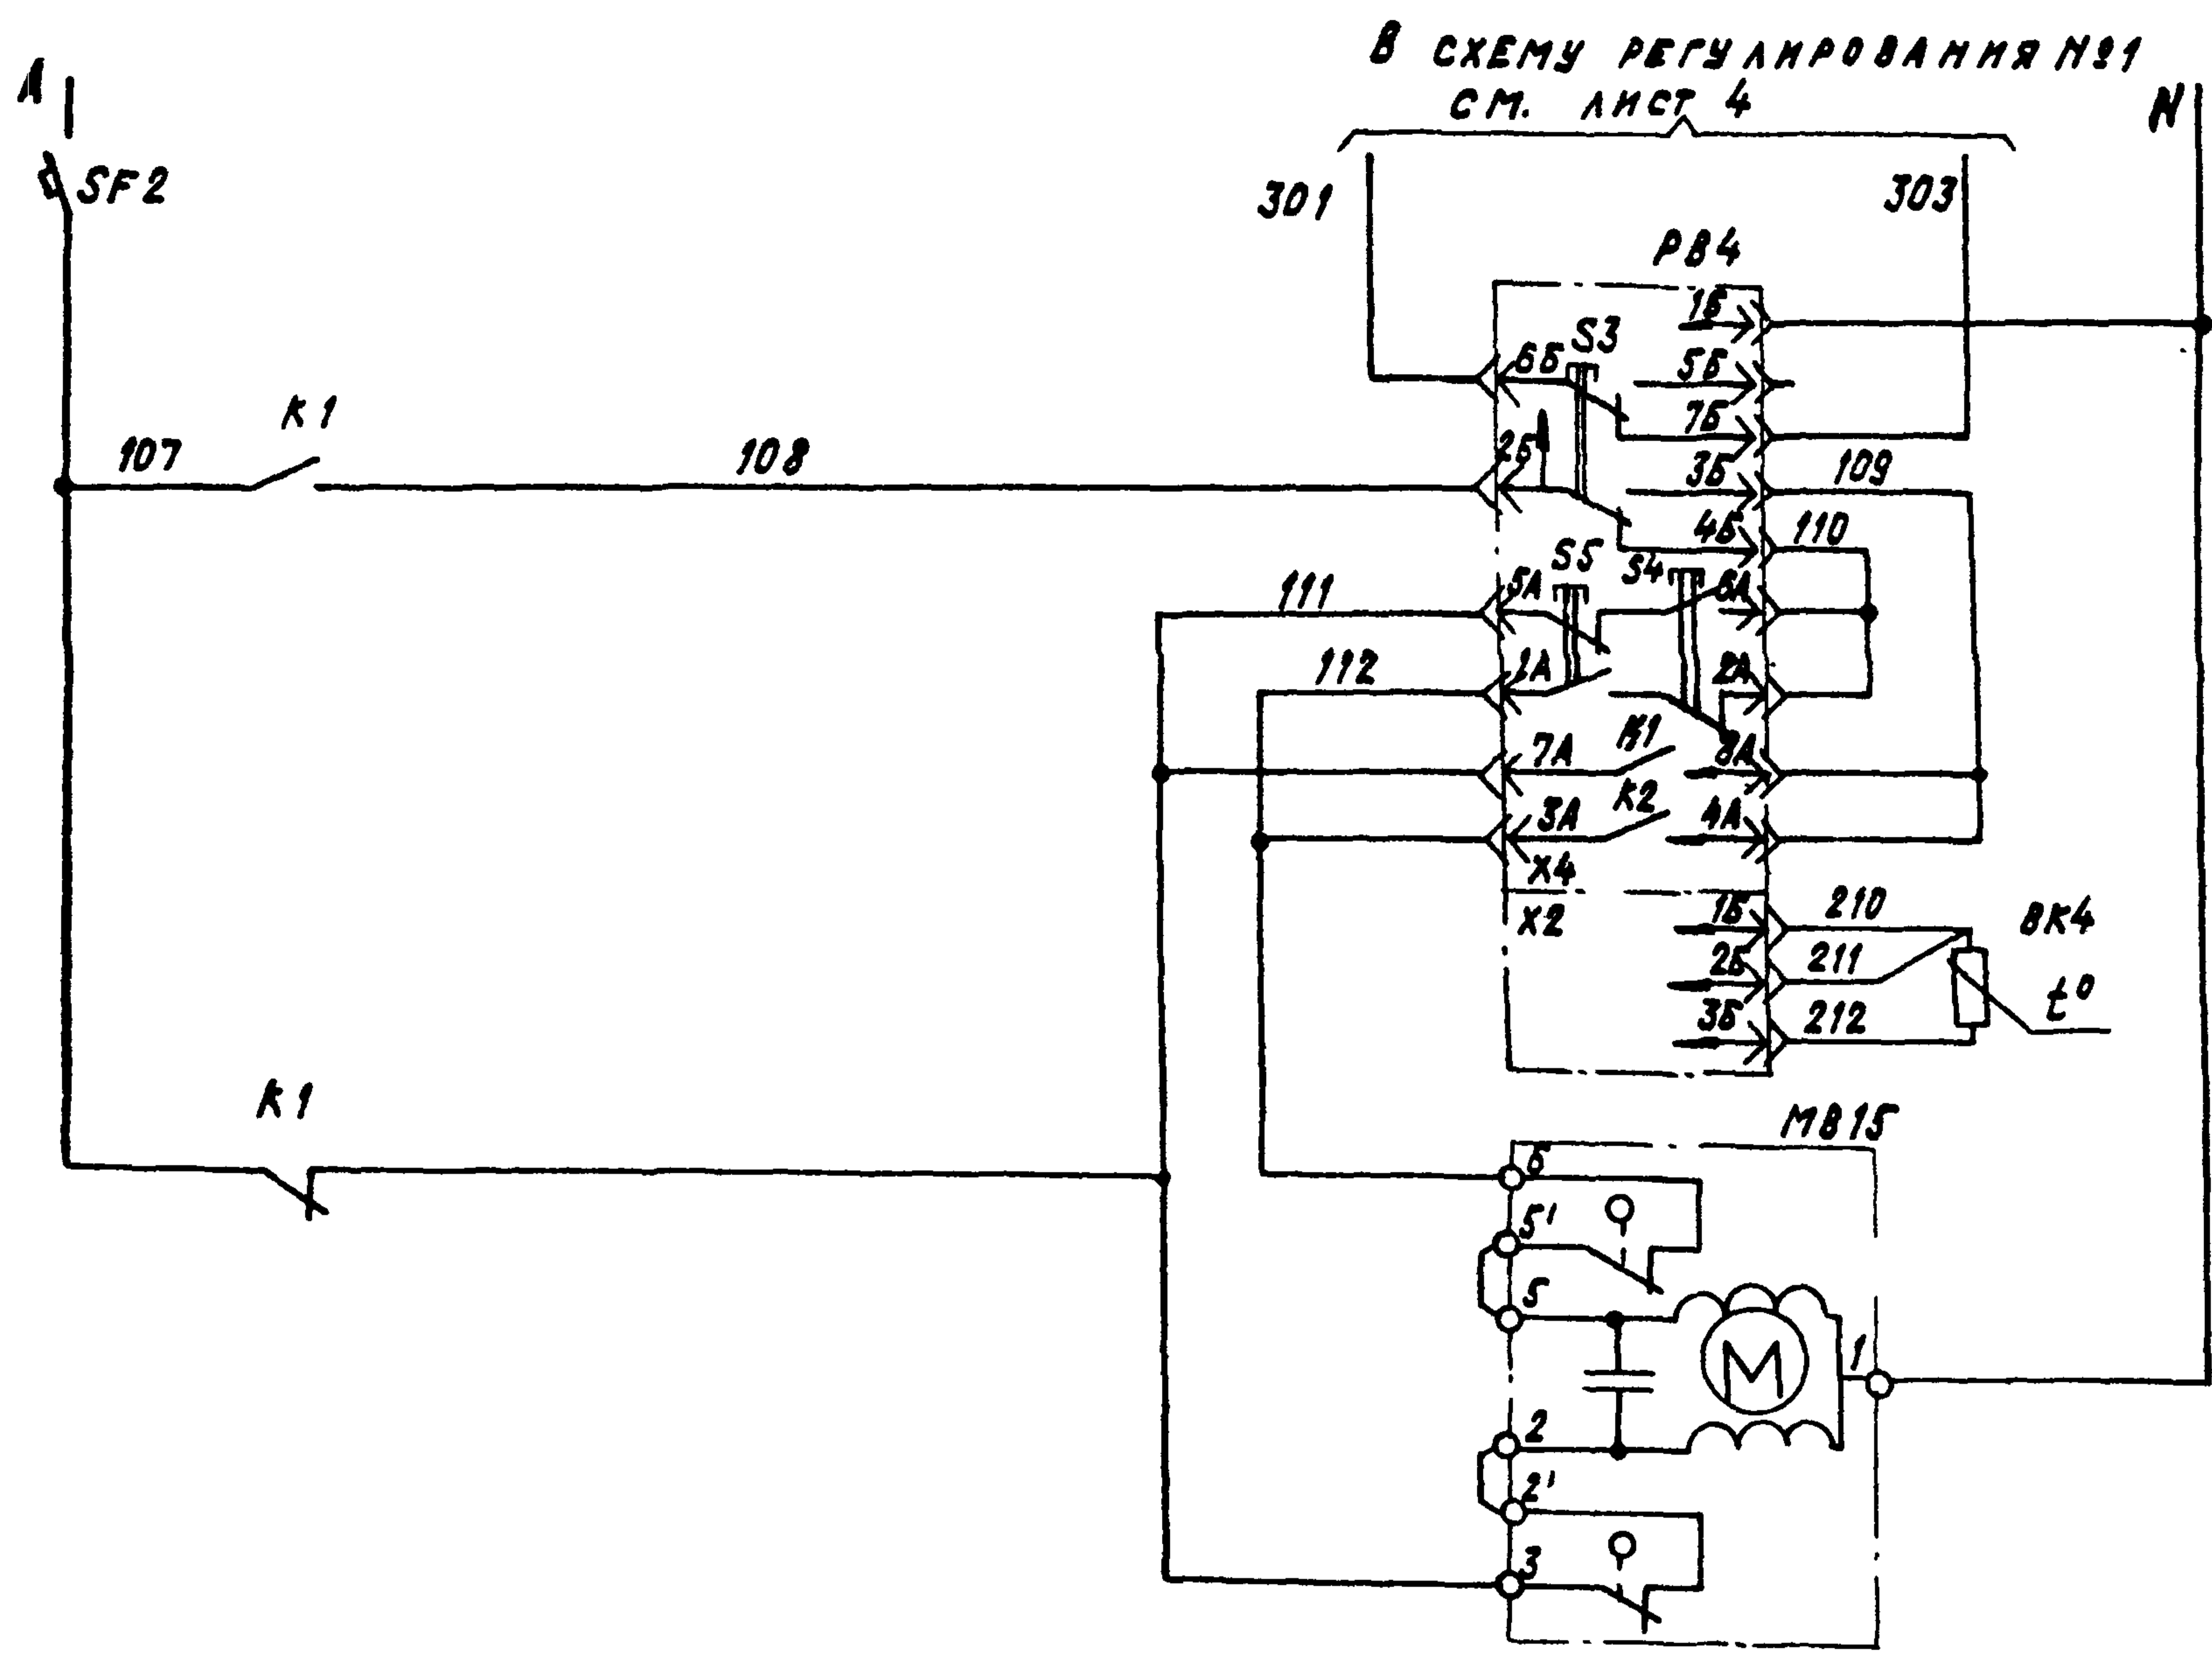 В СХЕМУ РЕГУЛИРОВАНИЯ №1
СМ. ЛИСТ 4
А
N
SF2
301
303
РВ4
1Б
S3
6Б
5Б
7Б
К1
107
108
2Б
3Б
109
4Б
110
S5
S4
111
5А
6А
112
1А
2А
7А
К1
8А
3А
К2
4А
Х4
Х2
1Б
210
ВК4
2Б
211
t°
3Б
212
К1
МВ15
6
5'
5
М
1
2
2'
3